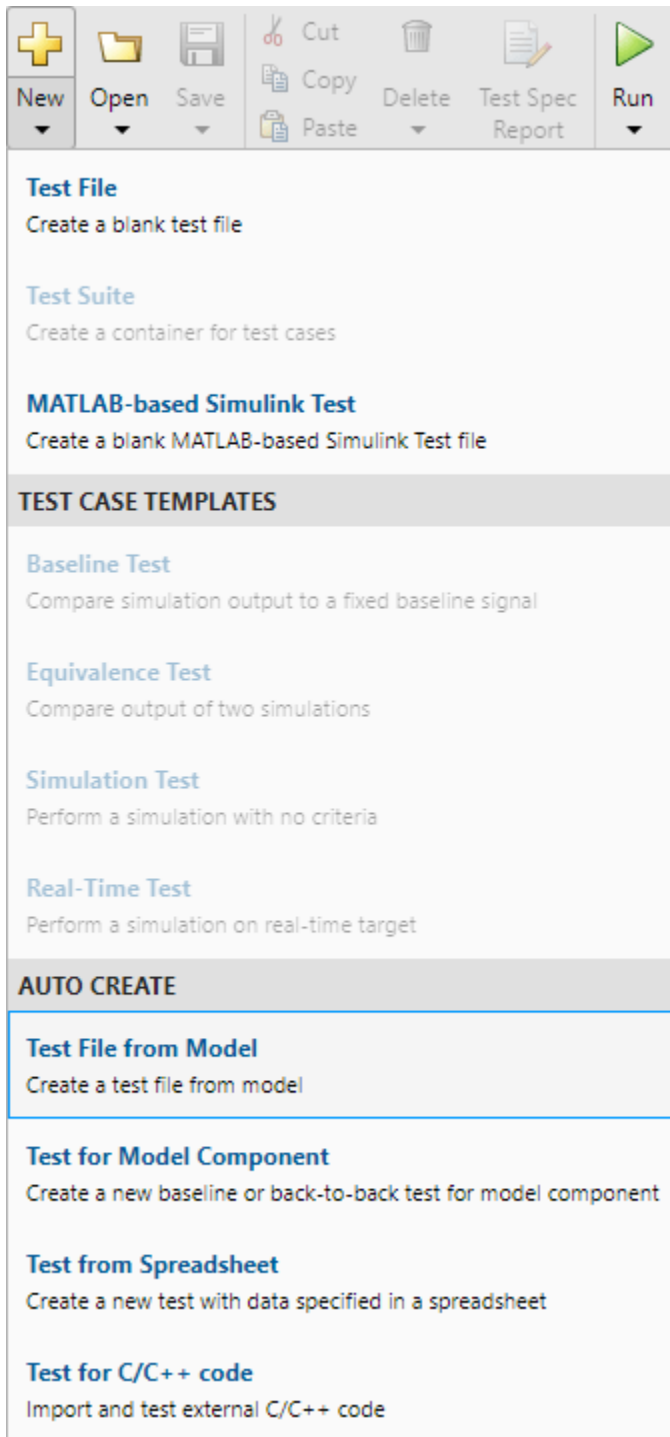 New
Open
Save
Cut
Copy
Paste
Delete
Test Spec
Report
Run
Test File
Create a blank test file
Test Suite
Create a container for test cases
MATLAB-based Simulink Test
Create a blank MATLAB-based Simulink Test file
TEST CASE TEMPLATES
Baseline Test
Compare simulation output to a fixed baseline signal
Equivalence Test
Compare output of two simulations
Simulation Test
Perform a simulation with no criteria
Real-Time Test
Perform a simulation on real-time target
AUTO CREATE
Test File from Model
Create a test file from model
Test for Model Component
Create a new baseline or back-to-back test for model component
Test from Spreadsheet
Create a new test with data specified in a spreadsheet
Test for C/C++ code
Import and test external C/C++ code